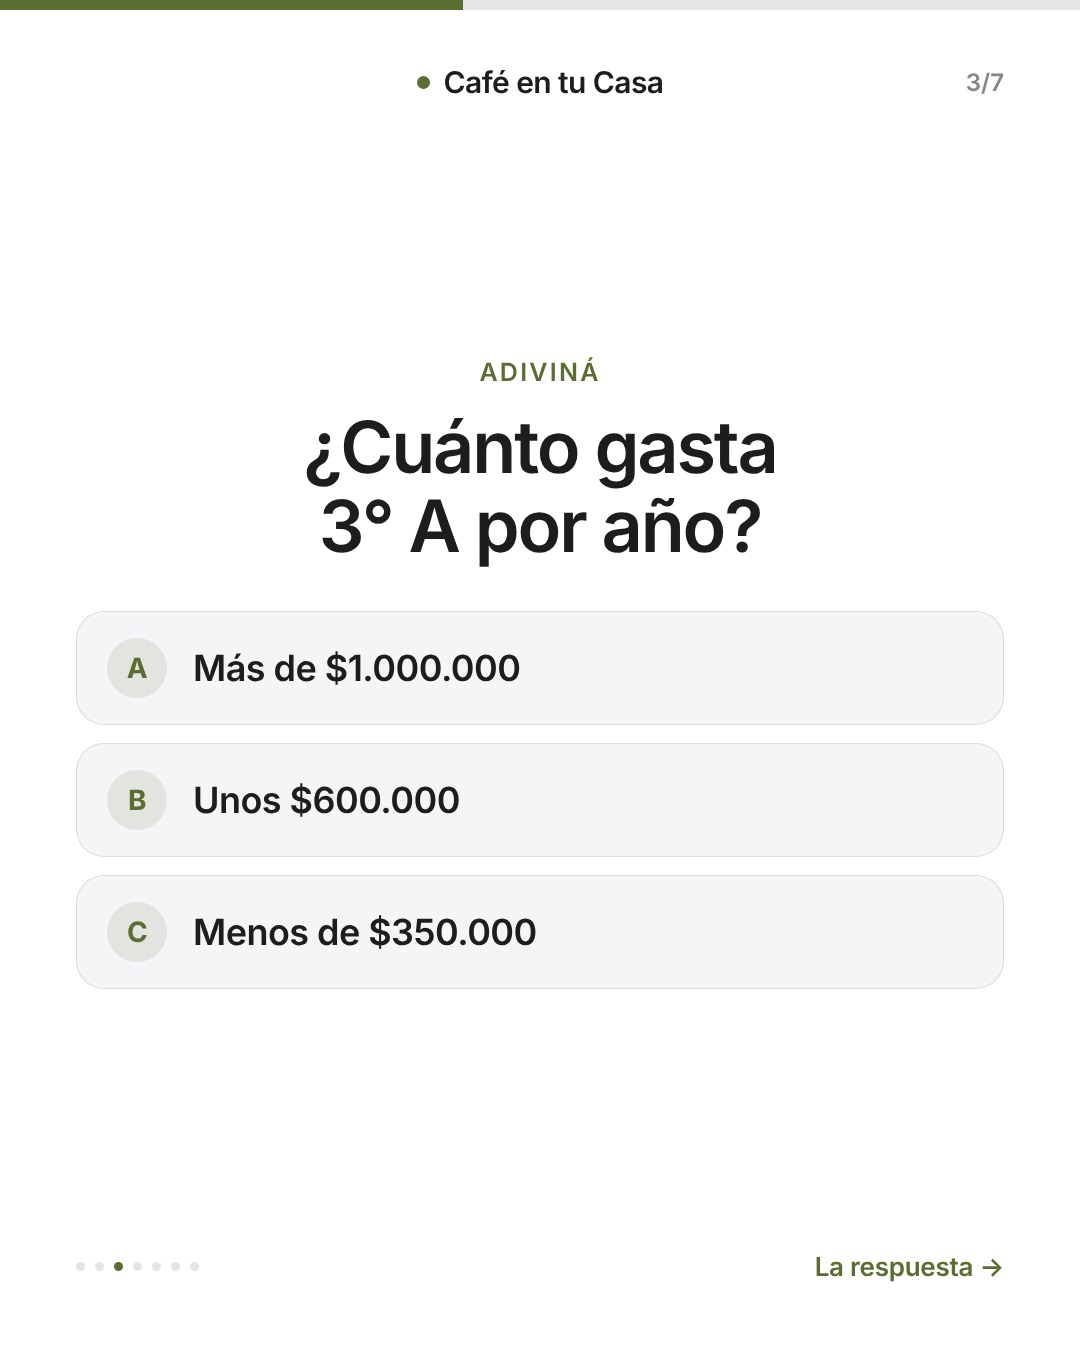 Café en tu Casa
3/7
ADIVINÁ
¿Cuánto gasta
3° A por año?
A Más de $1.000.000
B Unos $600.000
C Menos de $350.000
La respuesta →